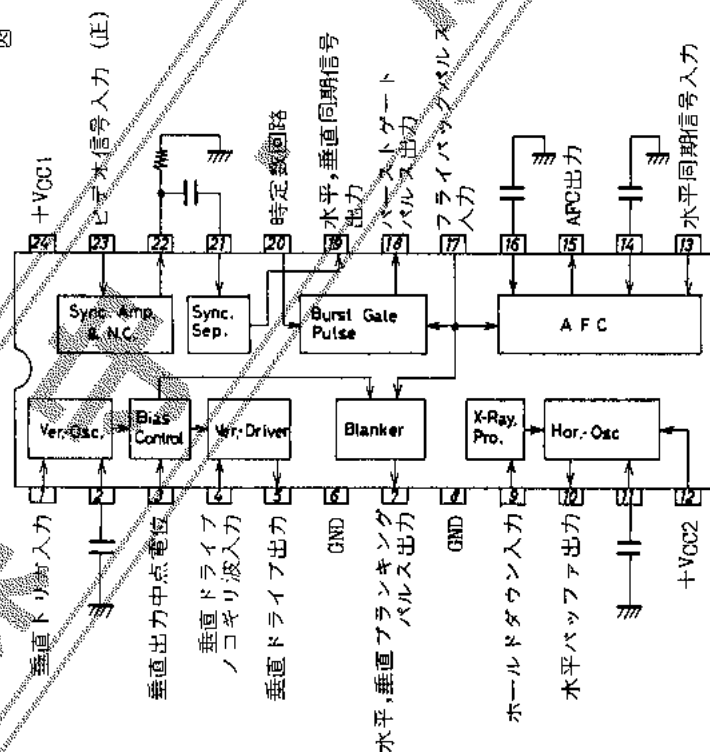 図
+VCC1
ビデオ信号入力 (正)
時定数回路
水平,垂直同期信号
出力
バーストゲート
パルス出力
フライバックパルス
入力
AFC出力
水平同期信号入力
24
23
22
21
20
19
18
17
16
15
14
13
Sync. Amp.
& N.C.
Sync.
Sep.
Burst Gate
Pulse
A F C
Ver.-Osc.
Bias
Control
Ver.-Driver
Blanker
X-Ray.
Pro.
Hor.-Osc
1
2
3
4
5
6
7
8
9
10
11
12
垂直トリガ入力
垂直出力中点電位
垂直ドライブ
ノコギリ波入力
垂直ドライブ出力
GND
水平,垂直ブランキング
パルス出力
GND
ホールドダウン入力
水平バッファ出力
+VCC2